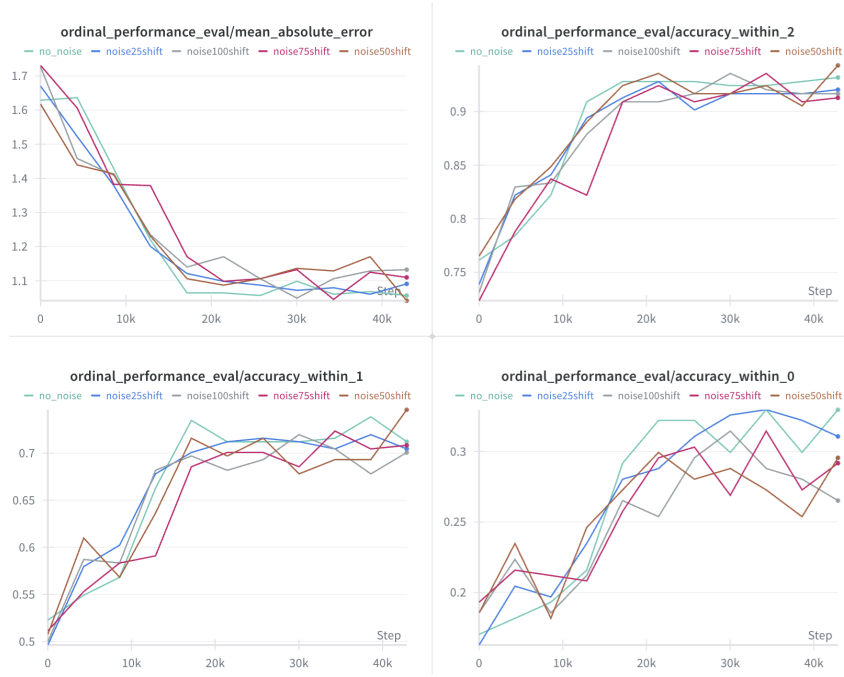 ordinal_performance_eval/mean_absolute_error
no_noise noise25shift noise100shift noise75shift noise50shift
1.7
1.6
1.5
1.4
1.3
1.2
1.1
Step
0 10k 20k 30k 40k
ordinal_performance_eval/accuracy_within_2
no_noise noise25shift noise100shift noise75shift noise50shift
0.9
0.85
0.8
0.75
Step
0 10k 20k 30k 40k
ordinal_performance_eval/accuracy_within_1
no_noise noise25shift noise100shift noise75shift noise50shift
0.7
0.65
0.6
0.55
0.5
Step
0 10k 20k 30k 40k
ordinal_performance_eval/accuracy_within_0
no_noise noise25shift noise100shift noise75shift noise50shift
0.3
0.25
0.2
Step
0 10k 20k 30k 40k